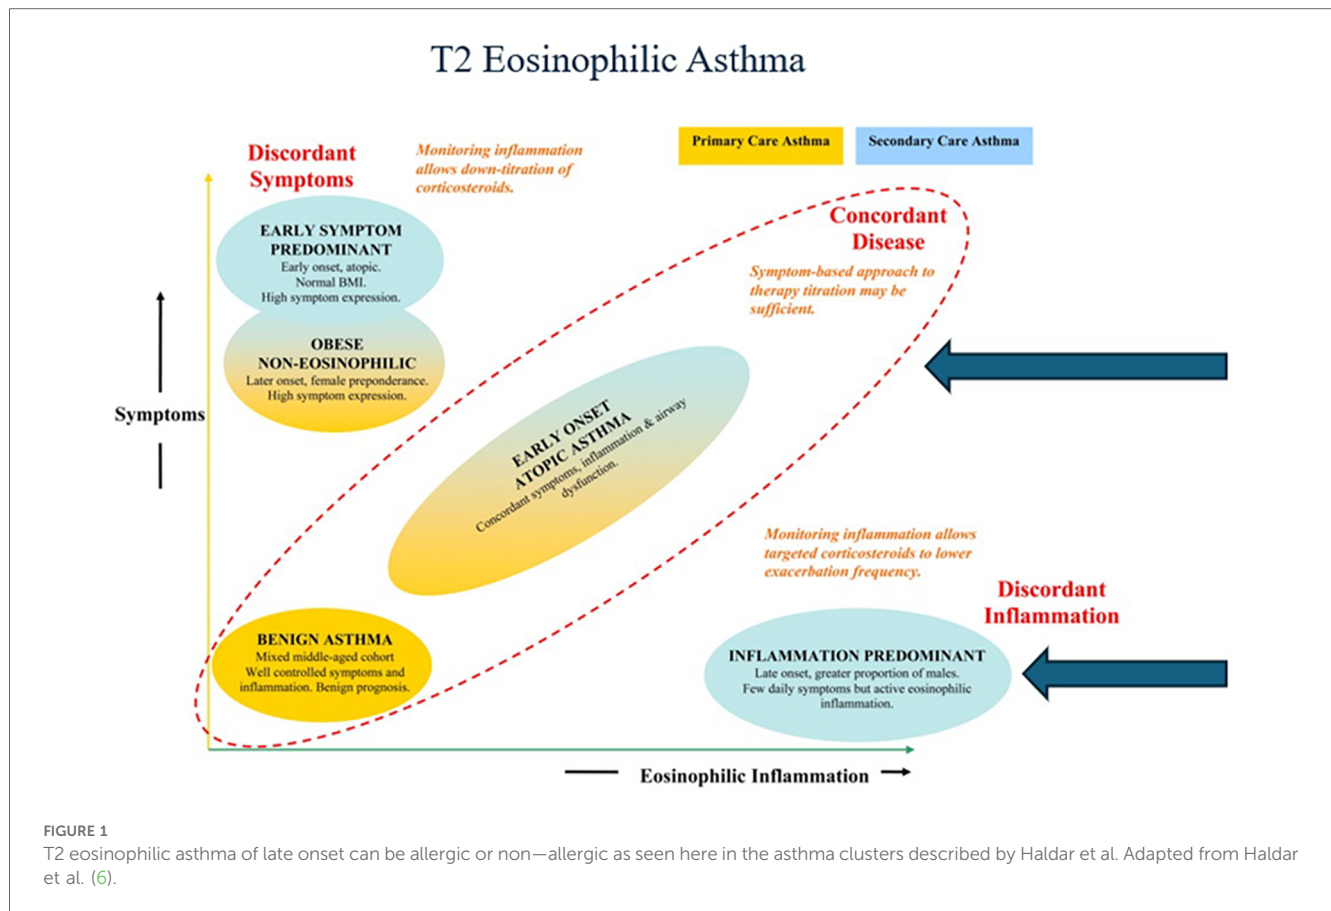 T2 Eosinophilic Asthma
Primary Care Asthma
Secondary Care Asthma
Discordant
Symptoms
Monitoring inflammation
allows down-titration of
corticosteroids.
EARLY SYMPTOM
PREDOMINANT
Early onset, atopic.
Normal BMI.
High symptom expression.
OBESE
NON-EOSINOPHILIC
Later onset, female preponderance.
High symptom expression.
Symptoms
Concordant
Disease
Symptom-based approach to
therapy titration may be
sufficient.
EARLY ONSET
ATOPIC ASTHMA
Concordant symptoms, inflammation & airway
dysfunction.
Monitoring inflammation allows
targeted corticosteroids to lower
exacerbation frequency.
Discordant
Inflammation
BENIGN ASTHMA
Mixed middle-aged cohort
Well controlled symptoms and
inflammation. Benign prognosis.
INFLAMMATION PREDOMINANT
Late onset, greater proportion of males.
Few daily symptoms but active eosinophilic
inflammation.
Eosinophilic Inflammation
FIGURE 1
T2 eosinophilic asthma of late onset can be allergic or non—allergic as seen here in the asthma clusters described by Haldar et al. Adapted from Haldar
et al. (6).